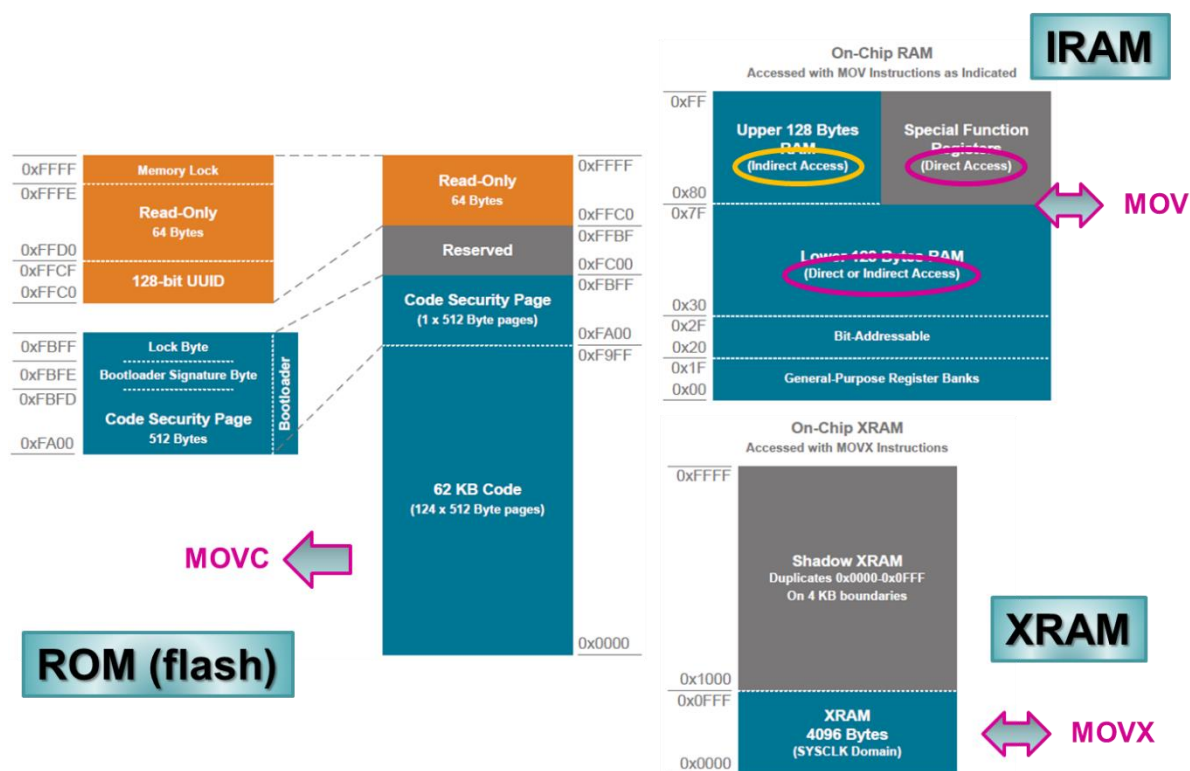 0xFFFF
0xFFFE
0xFFD0
0xFFCF
0xFFC0
Memory Lock
Read-Only
64 Bytes
128-bit UUID
0xFBFF
0xFBFE
0xFBFD
0xFA00
Lock Byte
Bootloader Signature Byte
Code Security Page
512 Bytes
Bootloader
MOVC
ROM (flash)
Read-Only
64 Bytes
Reserved
Code Security Page
(1 x 512 Byte pages)
62 KB Code
(124 x 512 Byte pages)
0xFFFF
0xFFC0
0xFFBF
0xFC00
0xFBFF
0xFA00
0xF9FF
0x0000
IRAM
On-Chip RAM
Accessed with MOV Instructions as Indicated
0xFF
0x80
0x7F
0x30
0x2F
0x20
0x1F
0x00
Upper 128 Bytes
RAM
(Indirect Access)
Special Function
Registers
(Direct Access)
MOV
Lower 128 Bytes RAM
(Direct or Indirect Access)
Bit-Addressable
General-Purpose Register Banks
On-Chip XRAM
Accessed with MOVX Instructions
0xFFFF
0x1000
0x0FFF
0x0000
Shadow XRAM
Duplicates 0x0000-0x0FFF
On 4 KB boundaries
XRAM
XRAM
4096 Bytes
(SYSCLK Domain)
MOVX